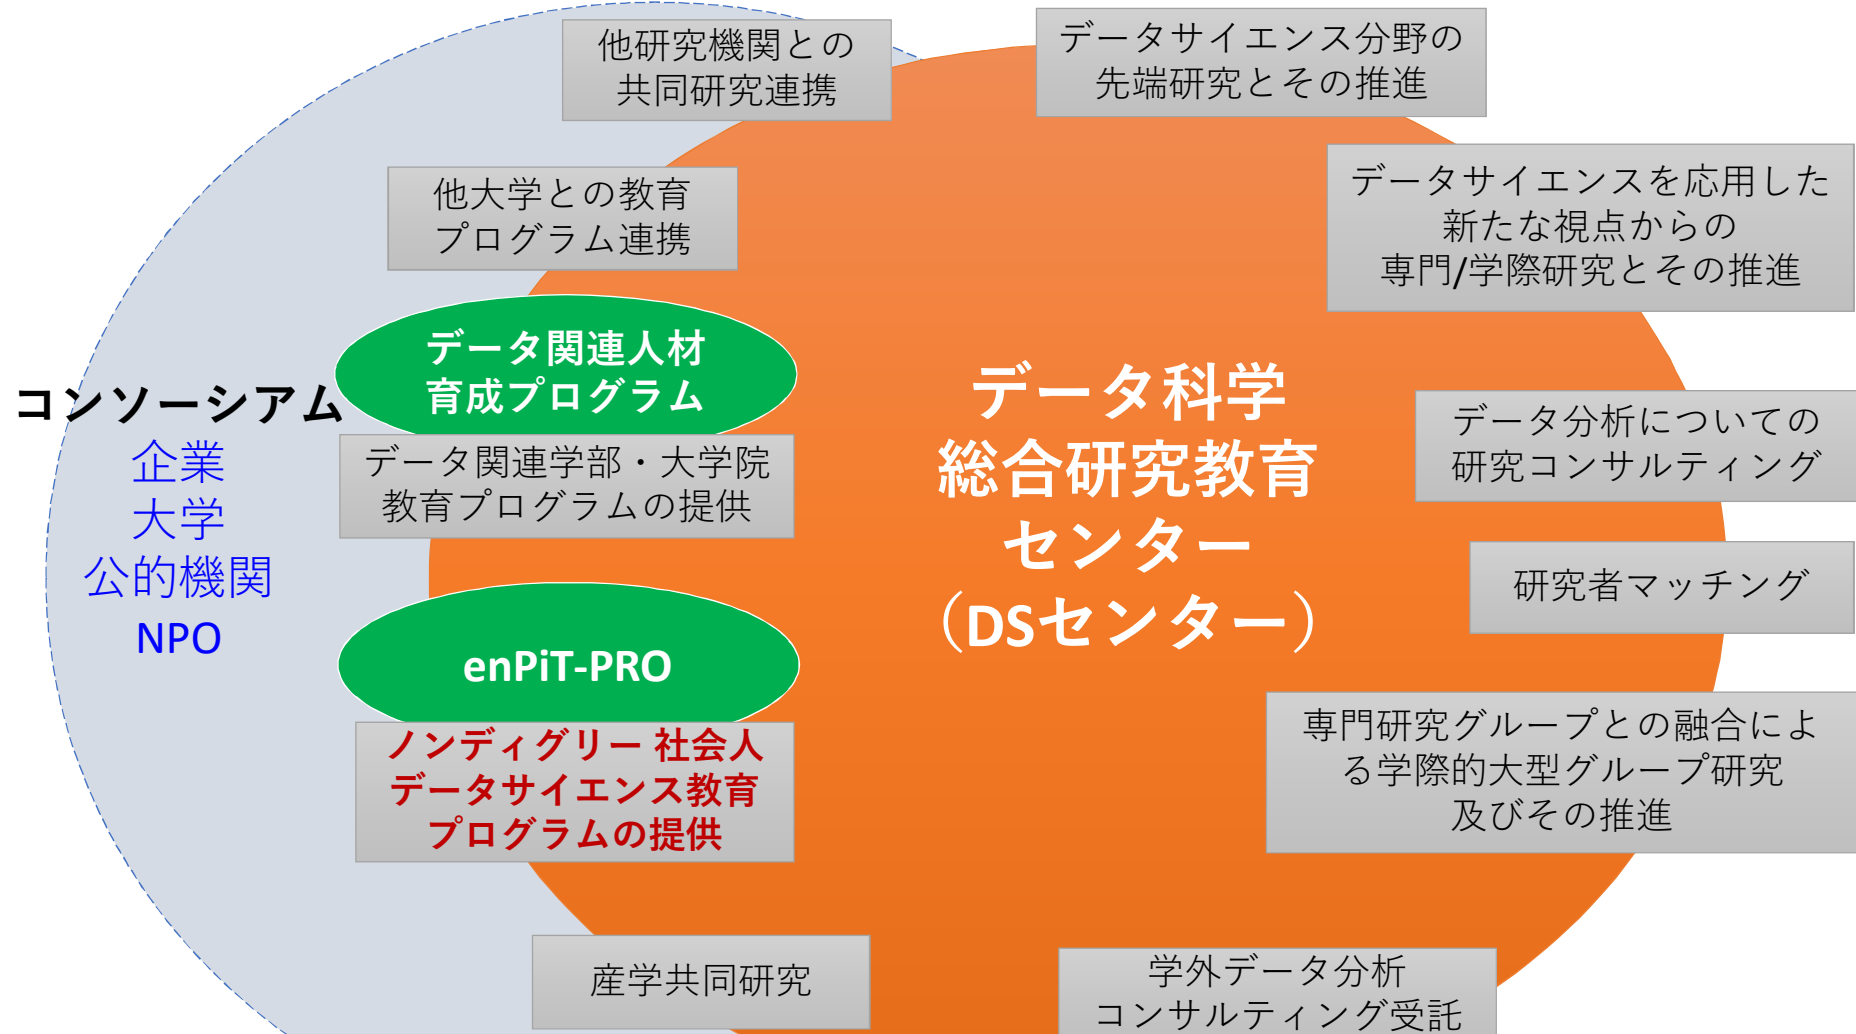 他研究機関との
共同研究連携
データサイエンス分野の
先端研究とその推進
他大学との教育
プログラム連携
データサイエンスを応用した
新たな視点からの
専門/学際研究とその推進
データ関連人材
育成プログラム
データ関連学部・大学院
教育プログラムの提供
コンソーシアム
企業
大学
公的機関
NPO
データ科学
総合研究教育
センター
（DSセンター）
データ分析についての
研究コンサルティング
研究者マッチング
enPiT-PRO
ノンディグリー 社会人
データサイエンス教育
プログラムの提供
専門研究グループとの融合によ
る学際的大型グループ研究
及びその推進
産学共同研究
学外データ分析
コンサルティング受託